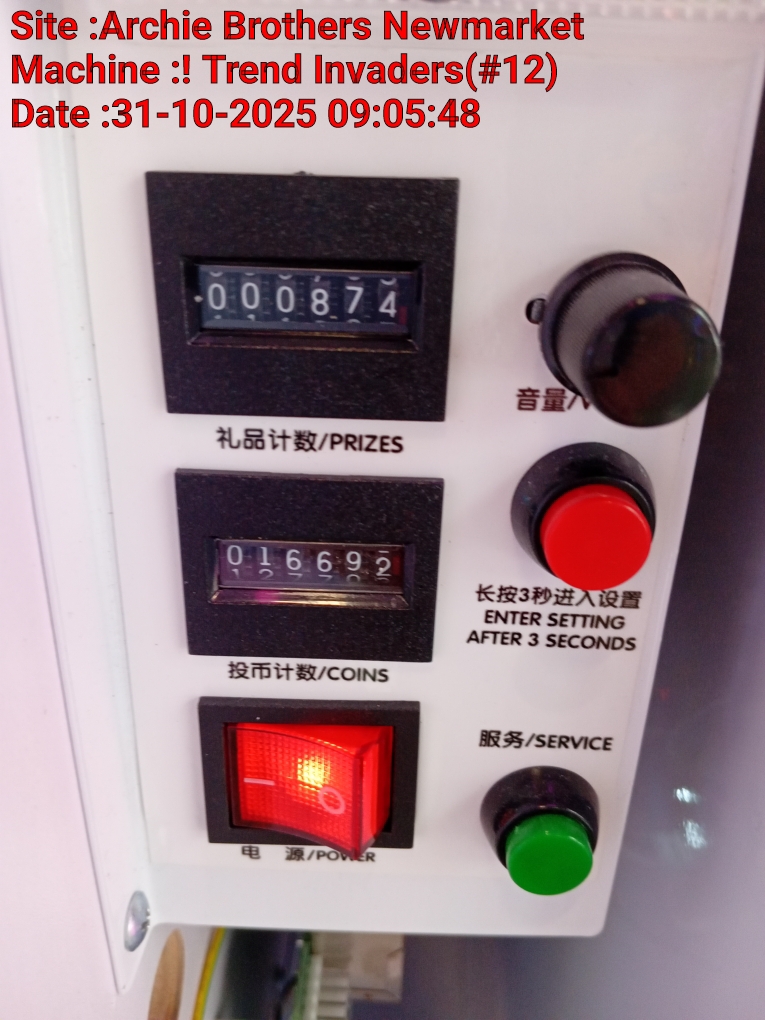 Site :Archie Brothers Newmarket
Machine :! Trend Invaders(#12)
Date :31-10-2025 09:05:48
000874
礼品计数/PRIZES
音量/V
016692
长按3秒进入设置
ENTER SETTING
AFTER 3 SECONDS
投币计数/COINS
服务/SERVICE
电 源/POWER